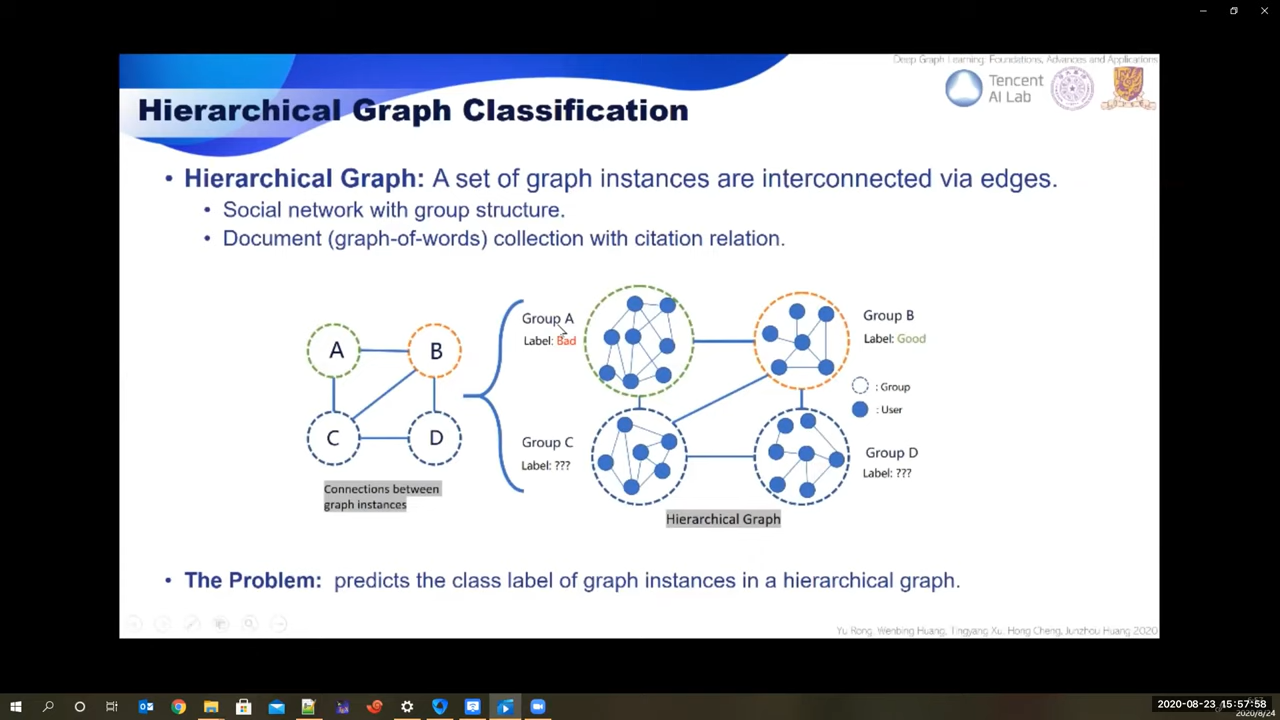 Deep Graph Learning: Foundations, Advances and Applications
Tencent
AI Lab
Hierarchical Graph Classification
• Hierarchical Graph: A set of graph instances are interconnected via edges.
• Social network with group structure.
• Document (graph-of-words) collection with citation relation.
A
B
C
D
Connections between
graph instances
Group A
Label: Bad
Group B
Label: Good
: Group
: User
Group C
Label: ???
Group D
Label: ???
Hierarchical Graph
• The Problem: predicts the class label of graph instances in a hierarchical graph.
Yu Rong, Wenbing Huang, Tingyang Xu, Hong Cheng, Junzhou Huang 2020
2020-08-23 15:57:58
2020/8/24